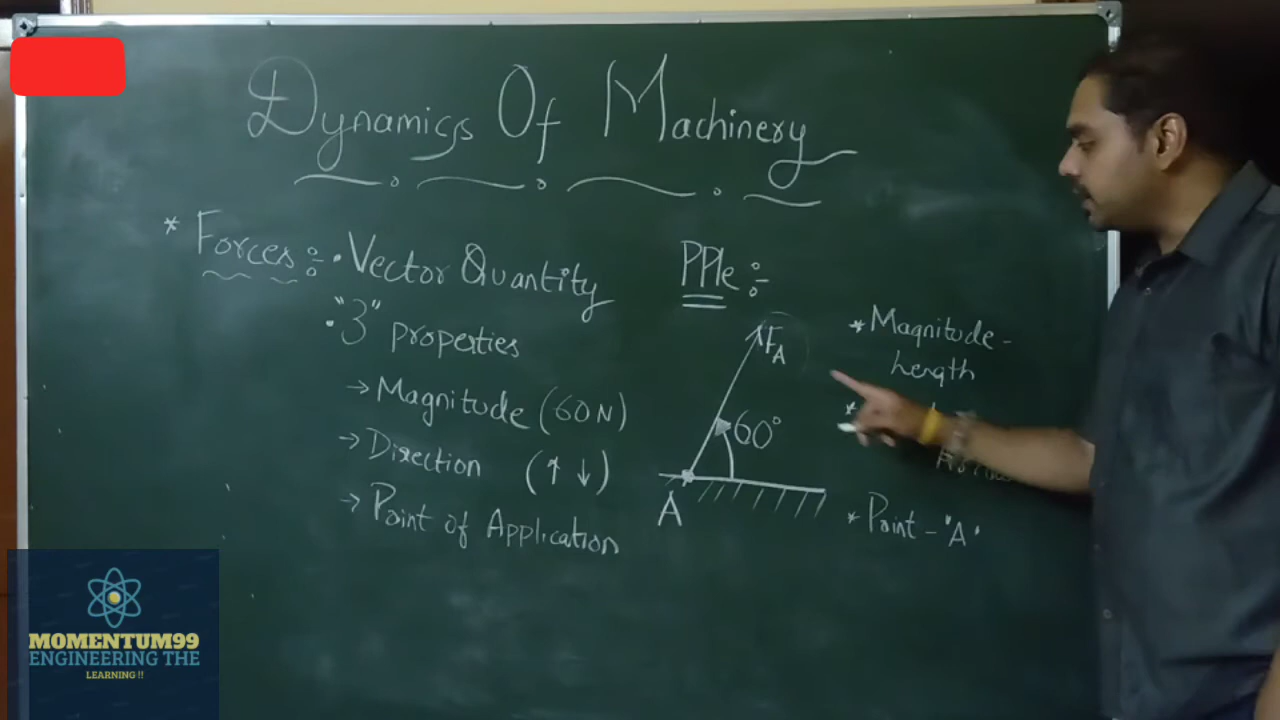 Dynamics Of Machinery
* Forces :- • Vector Quantity
• "3" properties
→ Magnitude (60N)
→ Direction (↑ ↓)
→ Point of Application
PPle :-
F_A
60°
A
* Magnitude -
Length
*
* Point - "A"
MOMENTUM99
ENGINEERING THE
LEARNING !!